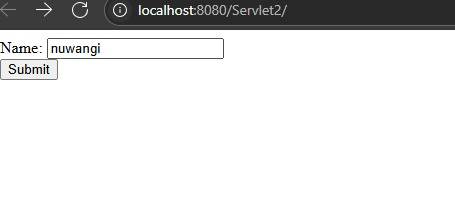 localhost:8080/Servlet2/
Name: nuwangi
Submit